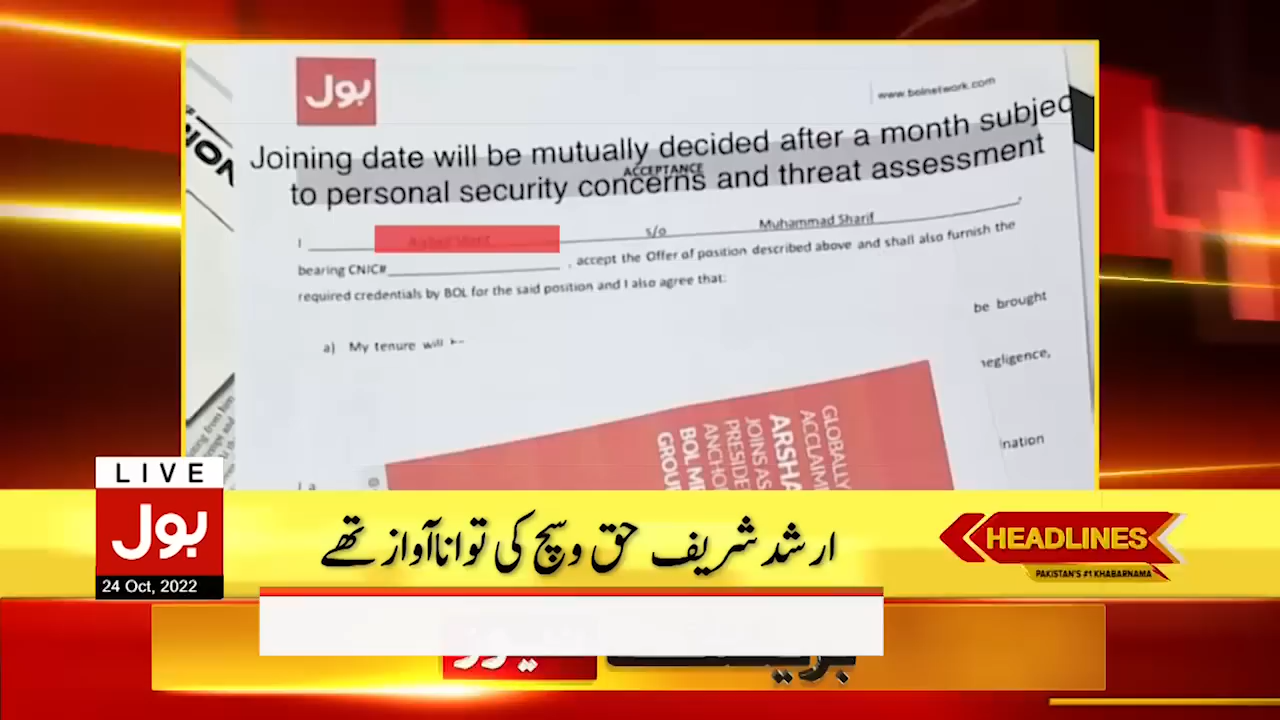 بول
www.bolnetwork.com
Joining date will be mutually decided after a month subjec
to personal security concerns and threat assessment
ACCEPTANCE
I s/o Muhammad Sharif
bearing CNIC# , accept the Offer of position described above and shall also furnish the
required credentials by BOL for the said position and I also agree that:
be brought
a) My tenure will
negligence,
GLOBALLY
ACCLAIM
ARSHA
JOINS AS
PRESIDE
ANCHO
BOL ME
GROU
LIVE
بول
24 Oct, 2022
ارشد شریف حق و سچ کی توانا آواز تھے
HEADLINES
PAKISTAN'S #1 KHABARNAMA